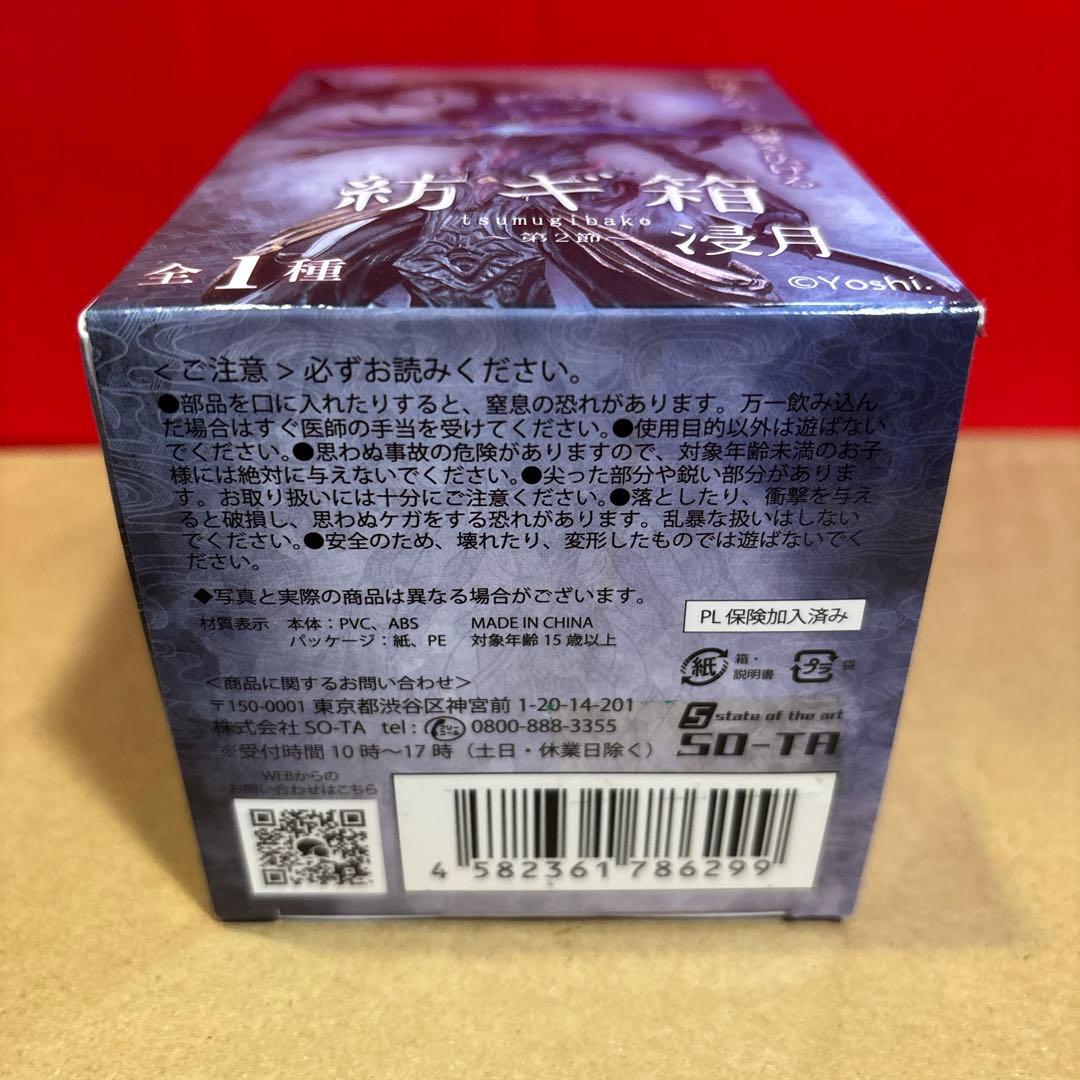 紡ギ箱
tsumugibako
-第2節-
浸月
全1種
©Yoshi.
<ご注意>必ずお読みください。
●部品を口に入れたりすると、窒息の恐れがあります。万一飲み込ん
だ場合はすぐ医師の手当を受けてください。●使用目的以外は遊ばない
でください。●思わぬ事故の危険がありますので、対象年齢未満のお子
様には絶対に与えないでください。●尖った部分や鋭い部分がありま
す。お取り扱いには十分にご注意ください。●落としたり、衝撃を与え
ると破損し、思わぬケガをする恐れがあります。乱暴な扱いはしない
でください。●安全のため、壊れたり、変形したものでは遊ばないでく
ださい。
◆写真と実際の商品は異なる場合がございます。
材質表示 本体：PVC、ABS MADE IN CHINA
パッケージ：紙、PE 対象年齢 15 歳以上
PL 保険加入済み
紙 箱・説明書
プラ 袋
<商品に関するお問い合わせ>
〒150-0001 東京都渋谷区神宮前 1-20-14-201
株式会社 SO-TA tel：0800-888-3355
※受付時間 10 時～17 時（土日・休業日除く）
state of the art
SO-TA
WEBからの
お問い合わせはこちら
4 582361 786299